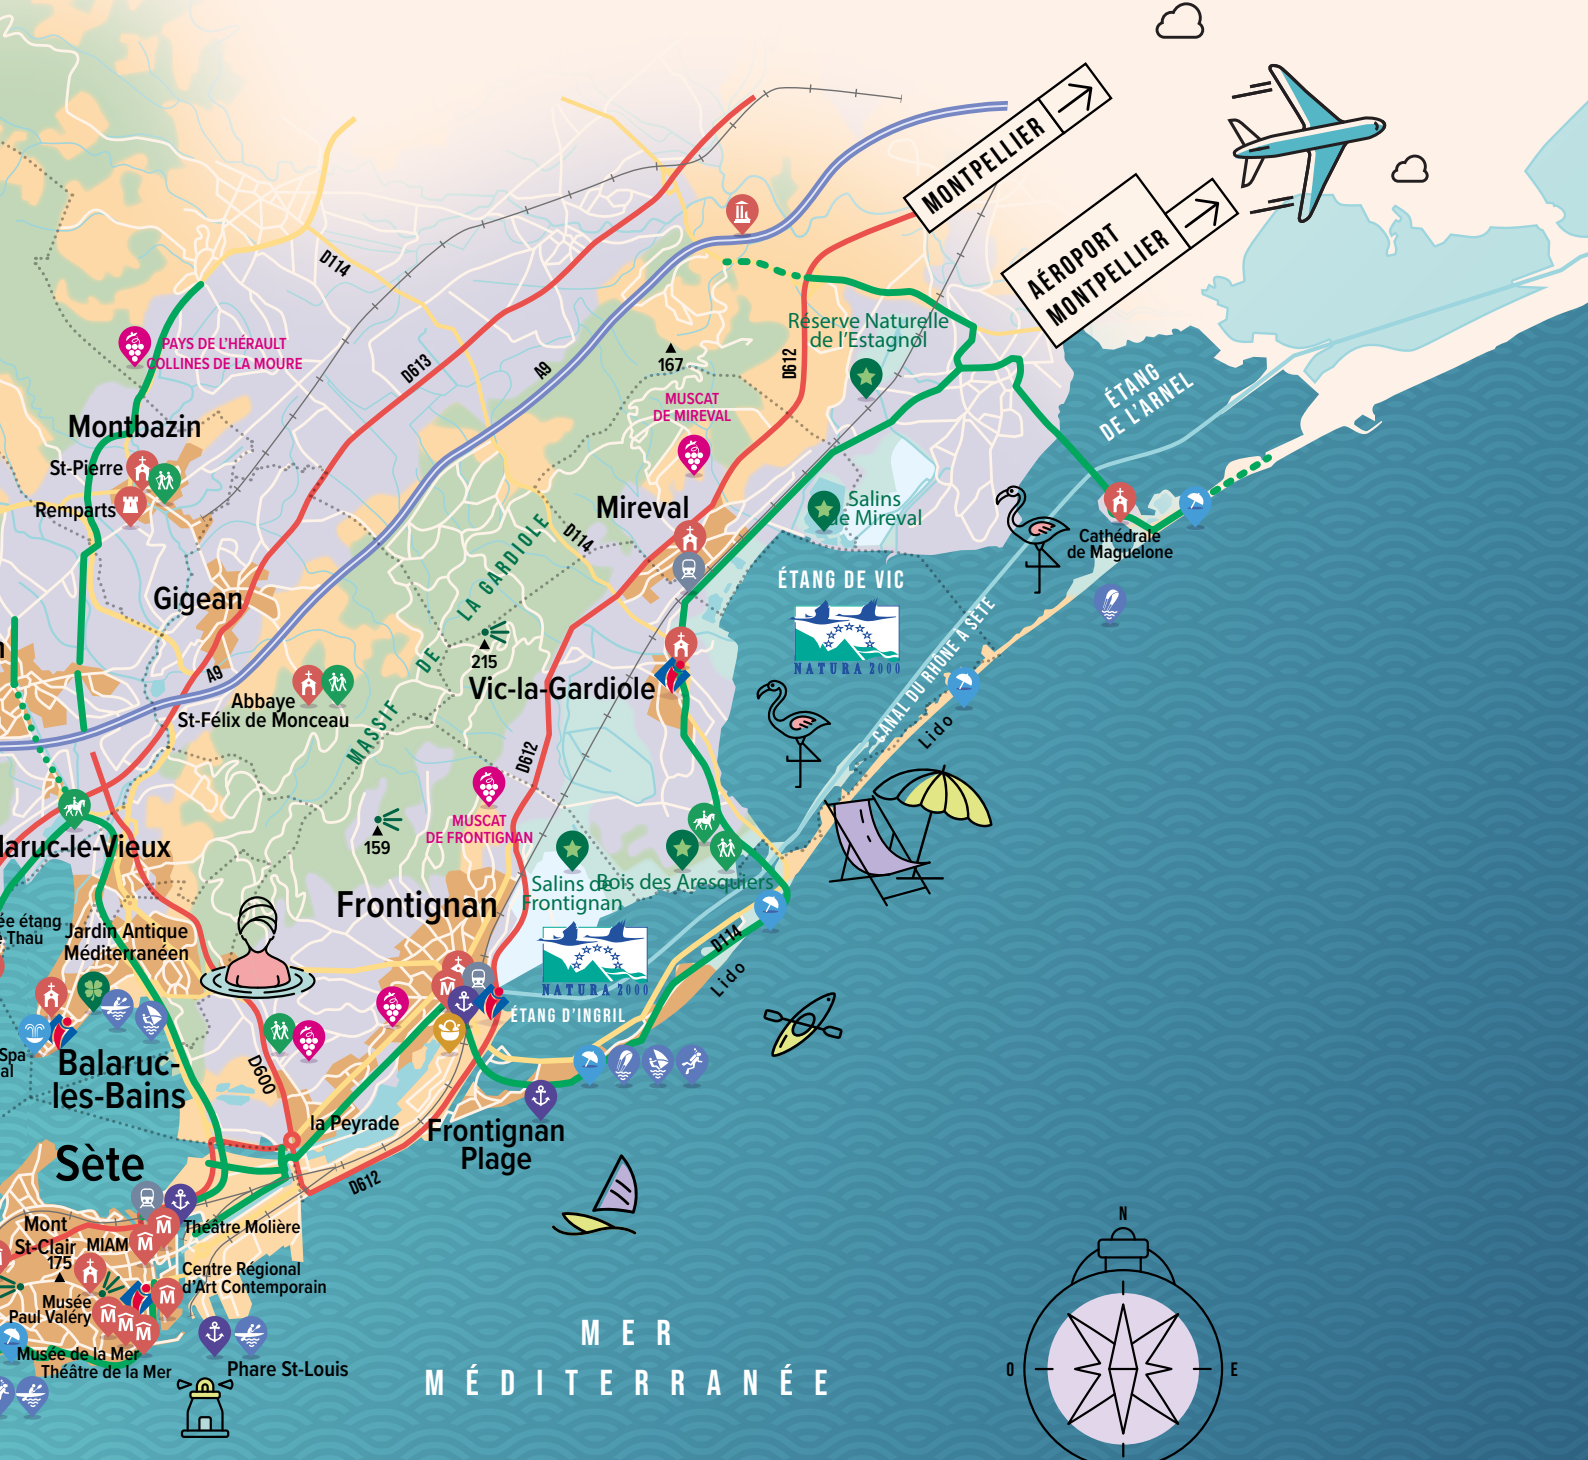 MONTPELLIER
AÉROPORT
MONTPELLIER
D114
PAYS DE L'HÉRAULT
COLLINES DE LA MOURE
D613
A9
167
D612
Réserve Naturelle
de l'Estagnol
MUSCAT
DE MIREVAL
ÉTANG
DE L'ARNEL
Montbazin
St-Pierre
Remparts
Mireval
Salins
de Mireval
D114
Cathédrale
de Maguelone
Gigean
MASSIF DE LA GARDIOLE
ÉTANG DE VIC
NATURA 2000
215
A9
Abbaye
St-Félix de Monceau
Vic-la-Gardiole
CANAL DU RHÔNE À SÈTE
Lido
D612
MUSCAT
DE FRONTIGNAN
159
laruc-le-Vieux
Salins de
Frontignan
Bois des Aresquiers
Frontignan
ée étang
e Thau
Jardin Antique
Méditerranéen
D114
Lido
NATURA 2000
ÉTANG D'INGRIL
Spa
al
Balaruc-
les-Bains
D600
la Peyrade
Frontignan
Plage
Sète
D612
Mont
St-Clair
175
MIAM
Théâtre Molière
Centre Régional
d'Art Contemporain
Musée
Paul Valéry
Musée de la Mer
Théâtre de la Mer
Phare St-Louis
MER
MÉDITERRANÉE
N
O
E